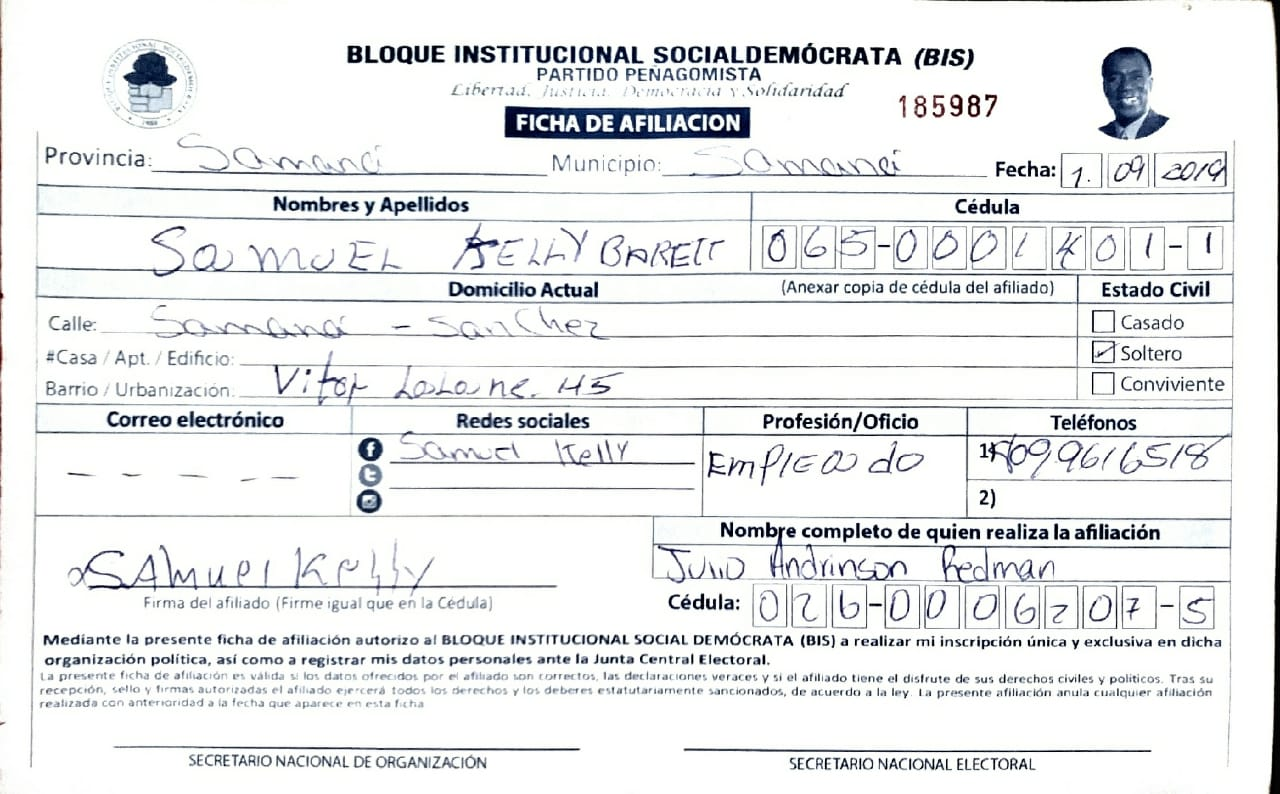 BLOQUE INSTITUCIONAL SOCIALDEMÓCRATA (BIS)
PARTIDO PEÑAGOMISTA
Libertad, Justicia, Democracia y Solidaridad
185987
FICHA DE AFILIACION
Provincia: Samaná Municipio: Samaná Fecha: 1. 09 2019
Nombres y Apellidos Cédula
SAMUEL KELLY BARETT 065-0001401-1
Domicilio Actual (Anexar copia de cédula del afiliado) Estado Civil
Calle: Samaná - Sanchez Casado
#Casa / Apt. / Edificio: Soltero
Barrio / Urbanización: 45 Conviviente
Correo electrónico Redes sociales Profesión/Oficio Teléfonos
Samuel Kelly EmpLEado 1) 8099616518
2)
Nombre completo de quien realiza la afiliación
Julio Andrinson Redman
SAmuel Kelly
Firma del afiliado (Firme igual que en la Cédula) Cédula: 026-0006207-5
Mediante la presente ficha de afiliación autorizo al BLOQUE INSTITUCIONAL SOCIAL DEMÓCRATA (BIS) a realizar mi inscripción única y exclusiva en dicha
organización política, así como a registrar mis datos personales ante la Junta Central Electoral.
La presente ficha de afiliación es válida si los datos ofrecidos por el afiliado son correctos, las declaraciones veraces y si el afiliado tiene el disfrute de sus derechos civiles y políticos. Tras su
recepción, sello y firmas autorizadas el afiliado ejercerá todos los derechos y los deberes estatutariamente sancionados, de acuerdo a la ley. La presente afiliación anula cualquier afiliación
realizada con anterioridad a la fecha que aparece en esta ficha
SECRETARIO NACIONAL DE ORGANIZACIÓN SECRETARIO NACIONAL ELECTORAL